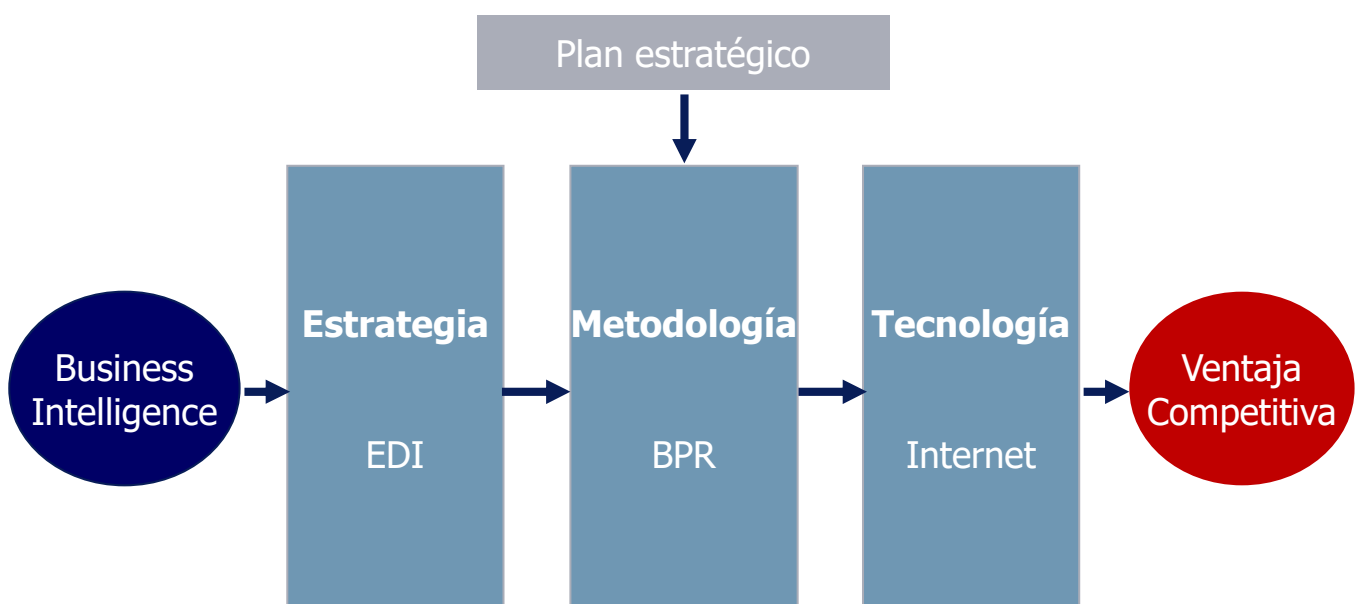 Plan estratégico
Business
Intelligence
Estrategia
EDI
Metodología
BPR
Tecnología
Internet
Ventaja
Competitiva